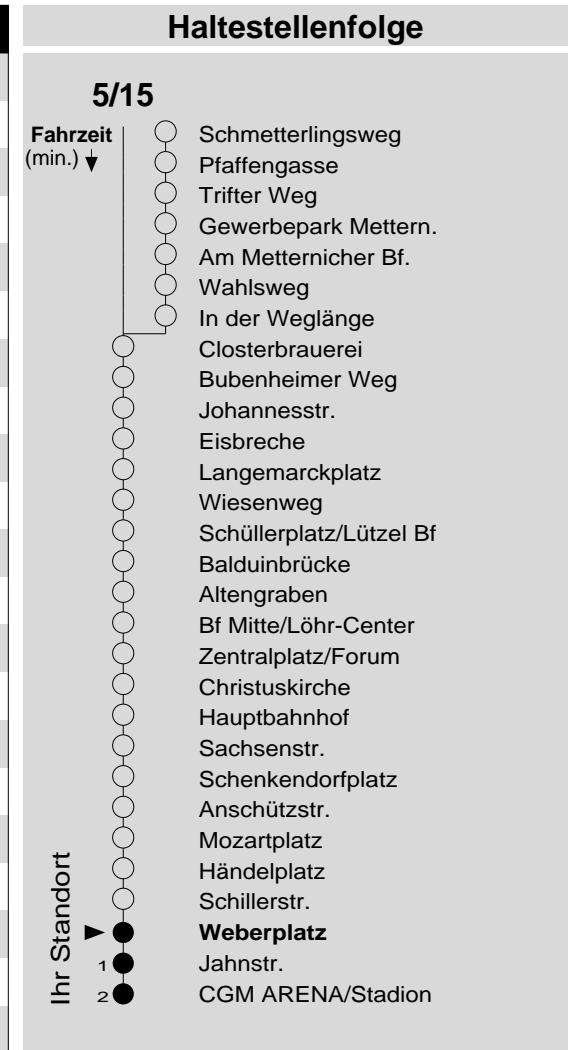 Haltestellenfolge
5/15
Fahrzeit
(min.)
Schmetterlingsweg
Pfaffengasse
Trifter Weg
Gewerbepark Mettern.
Am Metternicher Bf.
Wahlsweg
In der Weglänge
Closterbrauerei
Bubenheimer Weg
Johannesstr.
Eisbreche
Langemarckplatz
Wiesenweg
Schüllerplatz/Lützel Bf
Balduinbrücke
Altengraben
Bf Mitte/Löhr-Center
Zentralplatz/Forum
Christuskirche
Hauptbahnhof
Sachsenstr.
Schenkendorfplatz
Anschützstr.
Mozartplatz
Händelplatz
Schillerstr.
Ihr Standort
Weberplatz
1 Jahnstr.
2 CGM ARENA/Stadion